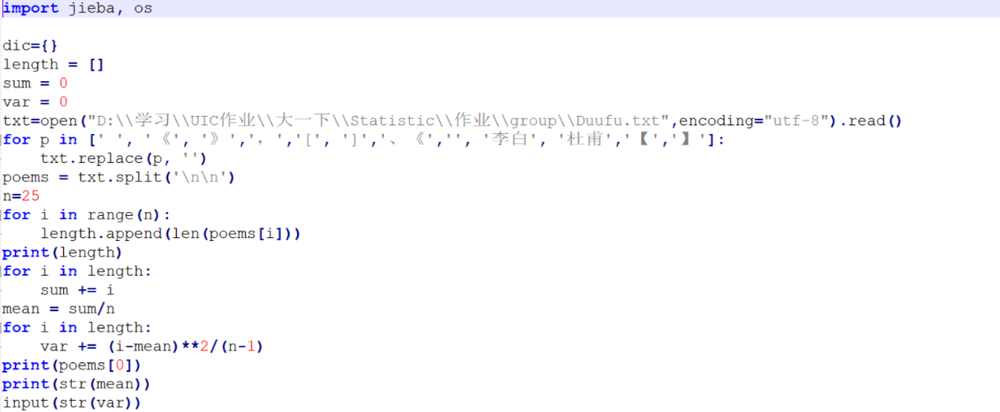 import jieba, os
dic={}
length = []
sum = 0
var = 0
txt=open("D:\\学习\\UIC作业\\大一下\\Statistic\\作业\\group\\Duufu.txt",encoding="utf-8").read()
for p in [' ', '《', '》','，','[', ']','、《','', '李白', '杜甫','【','】']:
    txt.replace(p, '')
poems = txt.split('\n\n')
n=25
for i in range(n):
    length.append(len(poems[i]))
print(length)
for i in length:
    sum += i
mean = sum/n
for i in length:
    var += (i-mean)**2/(n-1)
print(poems[0])
print(str(mean))
input(str(var))